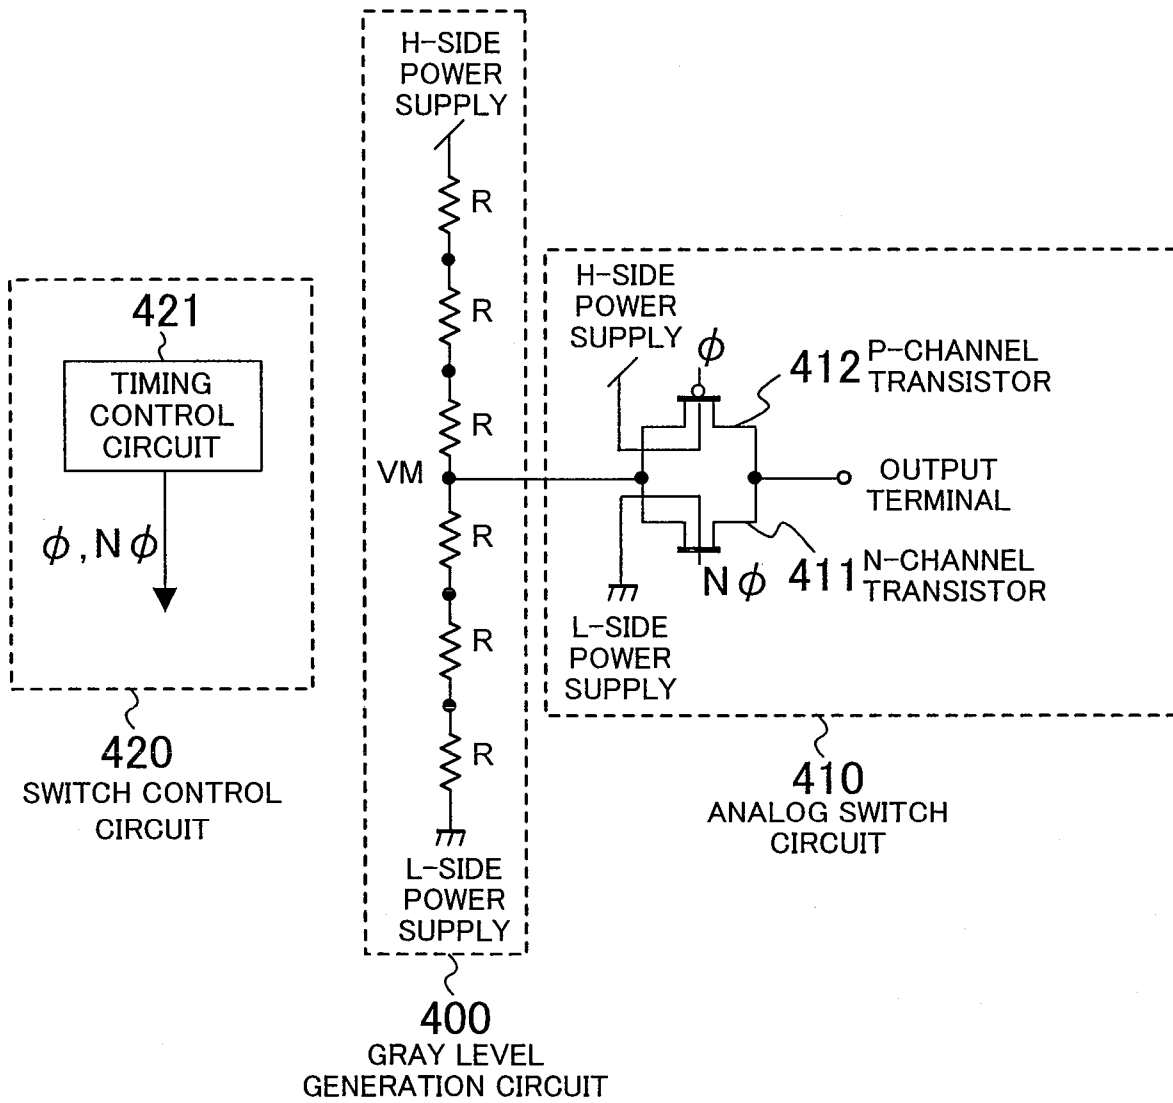 H-SIDE
POWER
SUPPLY
R
R
R
VM
R
R
R
L-SIDE
POWER
SUPPLY
400
GRAY LEVEL
GENERATION CIRCUIT
421
TIMING
CONTROL
CIRCUIT
ϕ, Nϕ
420
SWITCH CONTROL
CIRCUIT
H-SIDE
POWER
SUPPLY
ϕ
412 P-CHANNEL
TRANSISTOR
OUTPUT
TERMINAL
Nϕ
411 N-CHANNEL
TRANSISTOR
L-SIDE
POWER
SUPPLY
410
ANALOG SWITCH
CIRCUIT